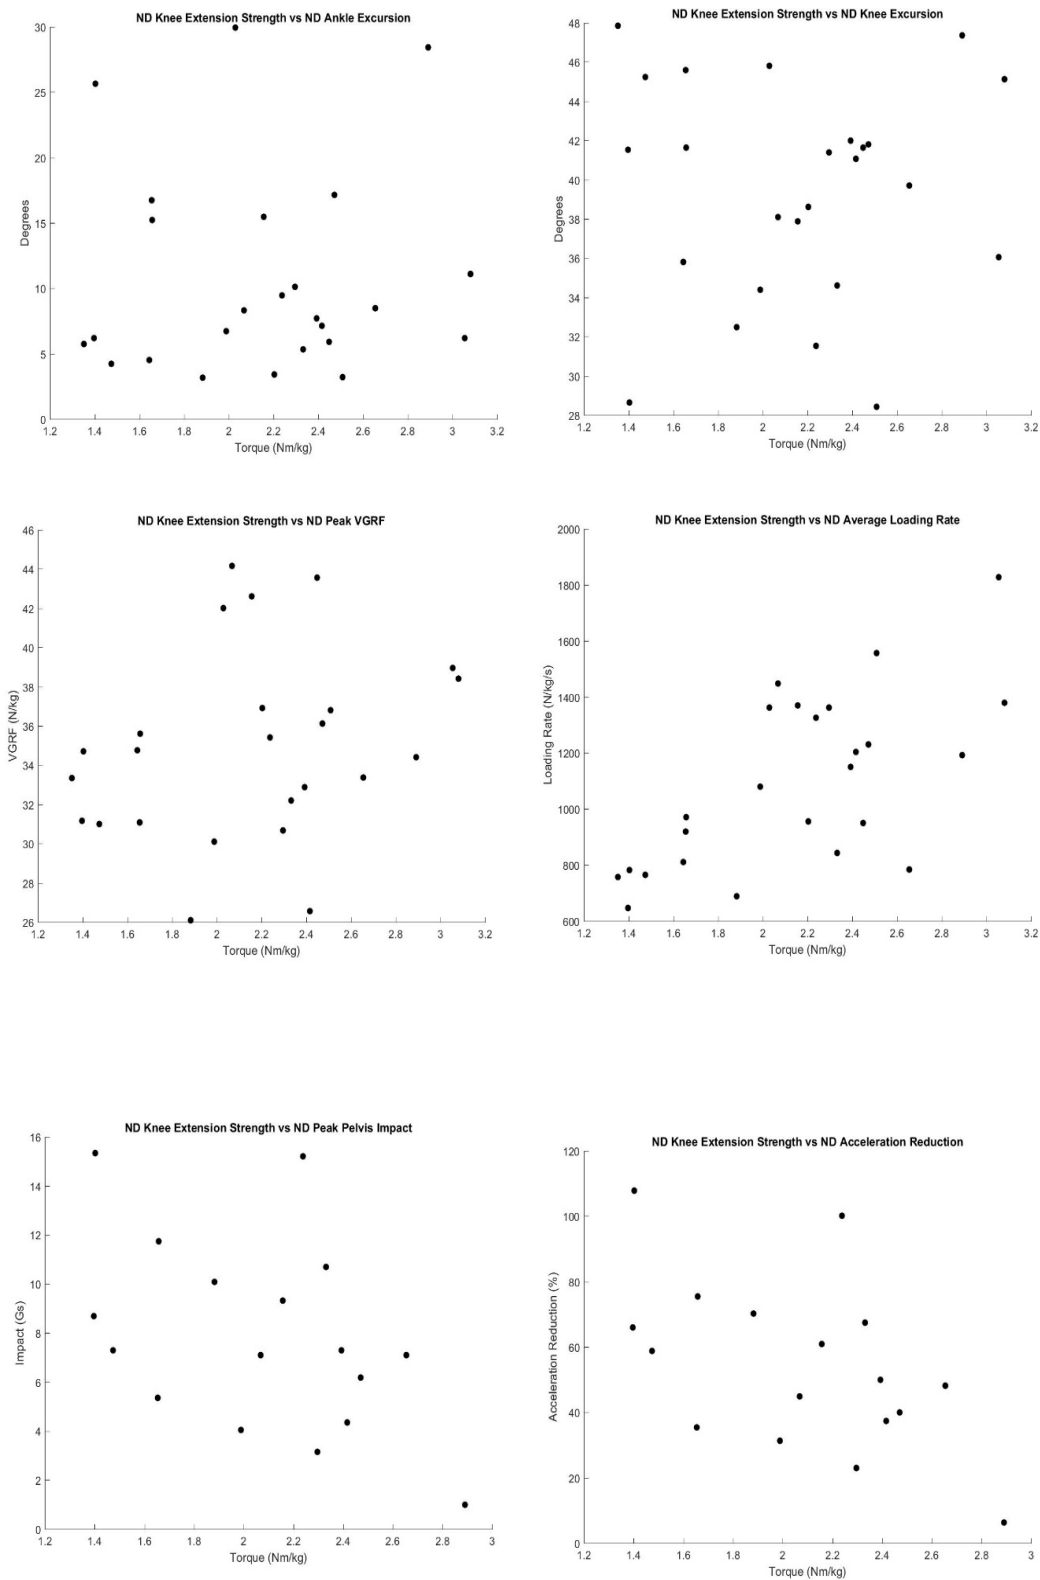 ND Knee Extension Strength vs ND Ankle Excursion
30
25
20
15
10
5
0
Degrees
1.2 1.4 1.6 1.8 2 2.2 2.4 2.6 2.8 3 3.2
Torque (Nm/kg)
ND Knee Extension Strength vs ND Knee Excursion
48
46
44
42
40
38
36
34
32
30
28
Degrees
1.2 1.4 1.6 1.8 2 2.2 2.4 2.6 2.8 3 3.2
Torque (Nm/kg)
ND Knee Extension Strength vs ND Peak VGRF
46
44
42
40
38
36
34
32
30
28
26
VGRF (N/kg)
1.2 1.4 1.6 1.8 2 2.2 2.4 2.6 2.8 3 3.2
Torque (Nm/kg)
ND Knee Extension Strength vs ND Average Loading Rate
2000
1800
1600
1400
1200
1000
800
600
Loading Rate (N/kg/s)
1.2 1.4 1.6 1.8 2 2.2 2.4 2.6 2.8 3 3.2
Torque (Nm/kg)
ND Knee Extension Strength vs ND Peak Pelvis Impact
16
14
12
10
8
6
4
2
0
Impact (Gs)
1.2 1.4 1.6 1.8 2 2.2 2.4 2.6 2.8 3
Torque (Nm/kg)
ND Knee Extension Strength vs ND Acceleration Reduction
120
100
80
60
40
20
0
Acceleration Reduction (%)
1.2 1.4 1.6 1.8 2 2.2 2.4 2.6 2.8 3
Torque (Nm/kg)